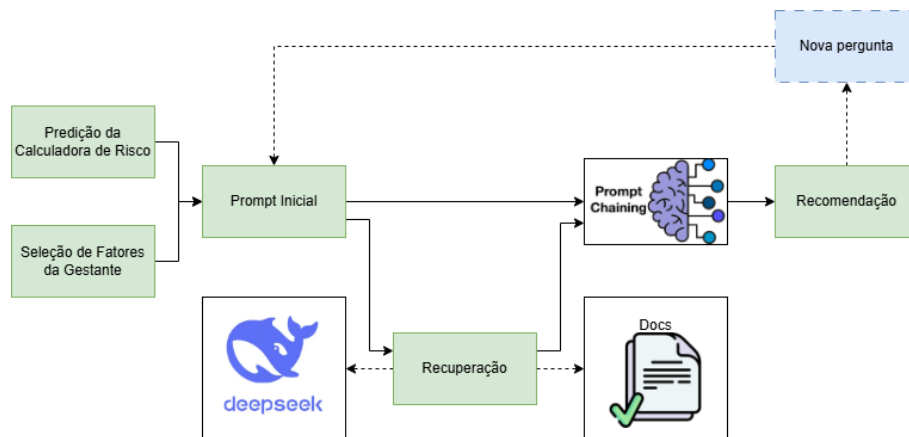 Nova pergunta
Predição da
Calculadora de Risco
Prompt Inicial
Prompt
Chaining
Recomendação
Seleção de Fatores
da Gestante
deepseek
Recuperação
Docs